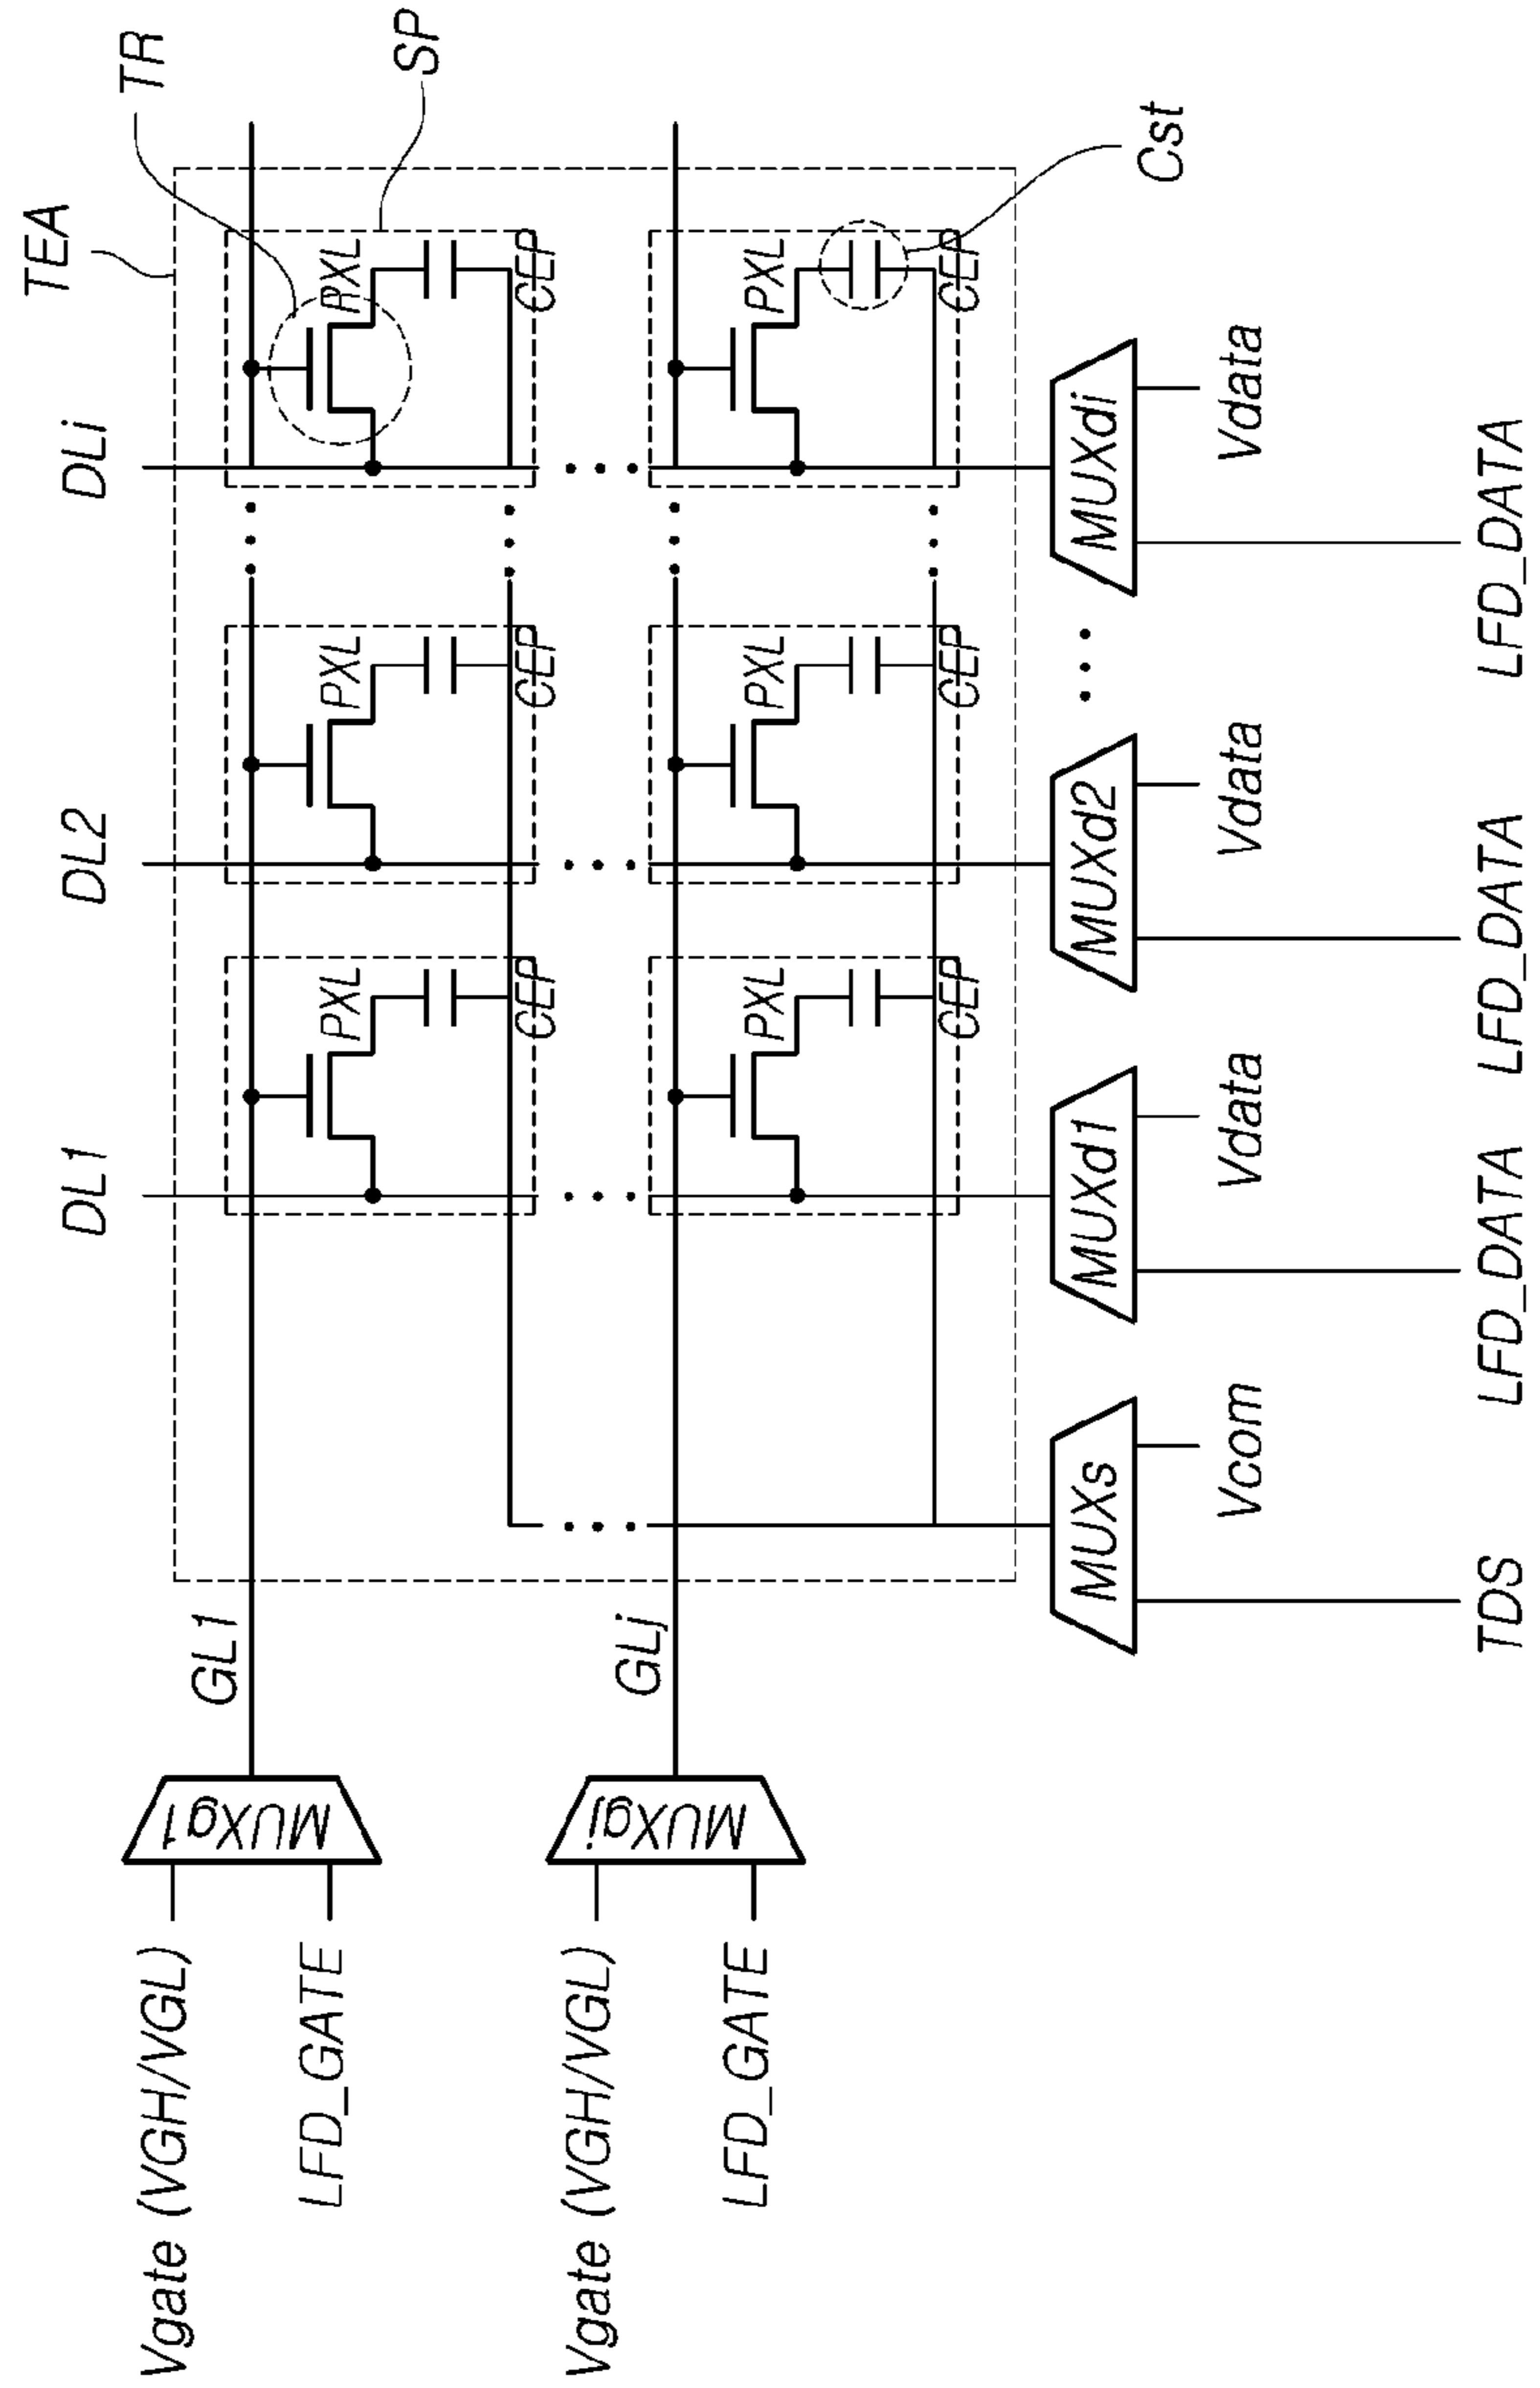 TEA
TR
SP
DL1
DL2
DLi
GL1
MUXg1
Vgate (VGH/VGL)
LFD_GATE
PXL
PXL
PXL
CEP
CEP
CEP
GLj
MUXgj
Vgate (VGH/VGL)
LFD_GATE
PXL
PXL
PXL
CEP
CEP
CEP
Cst
MUXs
MUXd1
MUXd2
MUXdi
Vcom
Vdata
Vdata
Vdata
TDS
LFD_DATA
LFD_DATA
LFD_DATA